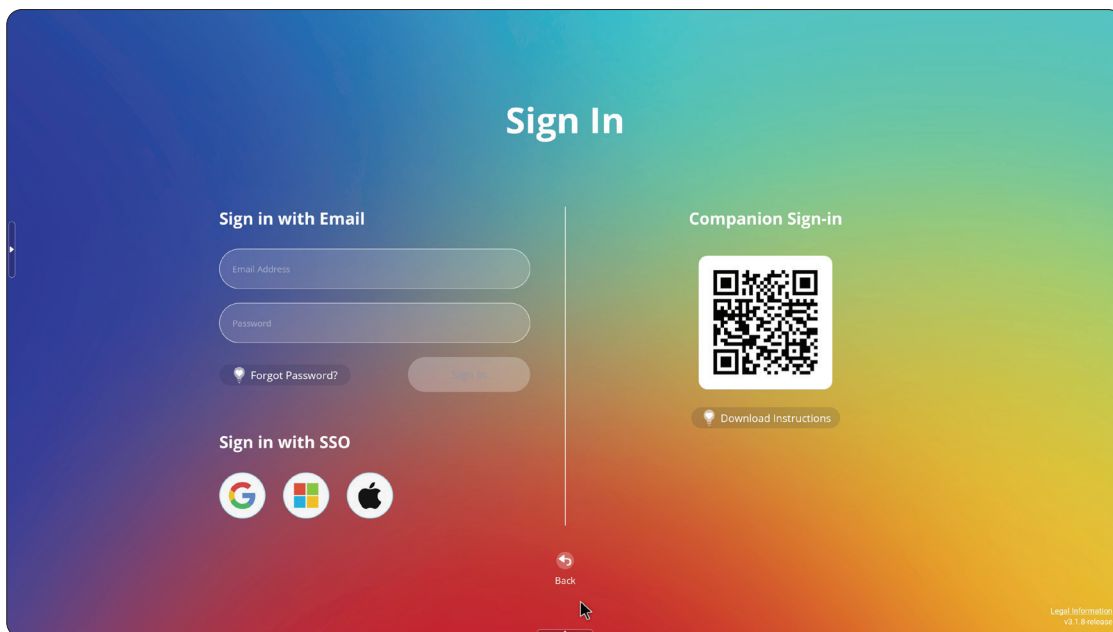 Sign In
Sign in with Email
Email Address
Password
Forgot Password?
Sign In
Sign in with SSO
Companion Sign-in
Download Instructions
Back
Legal Information
v3.1.8-release